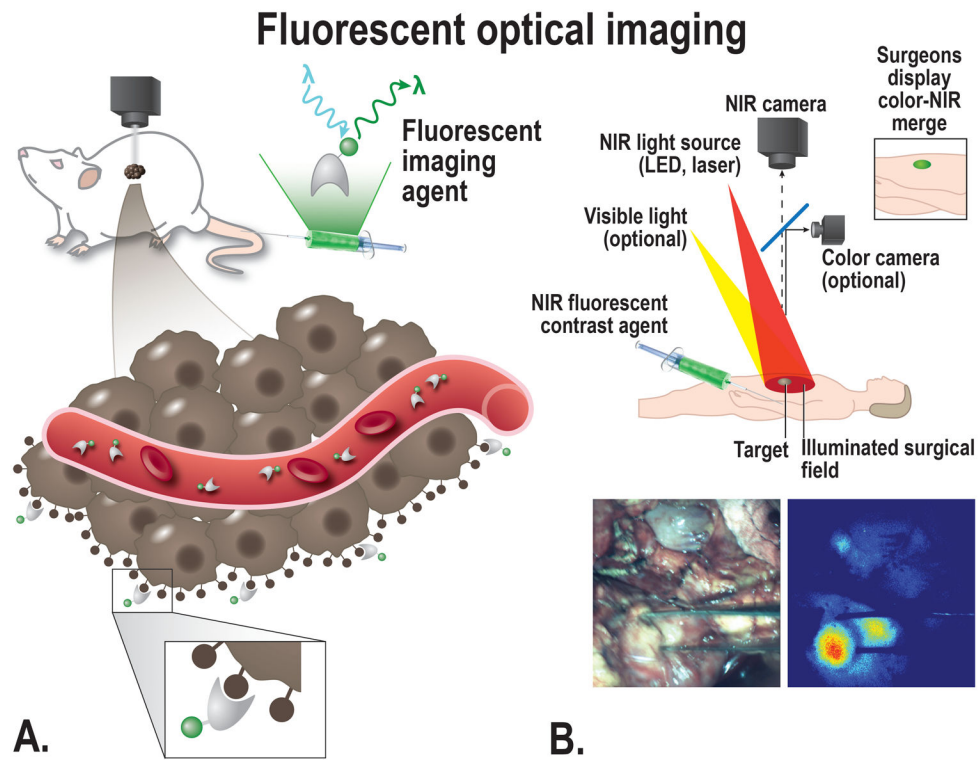 Fluorescent optical imaging
λ
λ
Fluorescent
imaging
agent
A.
NIR camera
Surgeons
display
color-NIR
merge
NIR light source
(LED, laser)
Visible light
(optional)
Color camera
(optional)
NIR fluorescent
contrast agent
Target
Illuminated surgical
field
B.